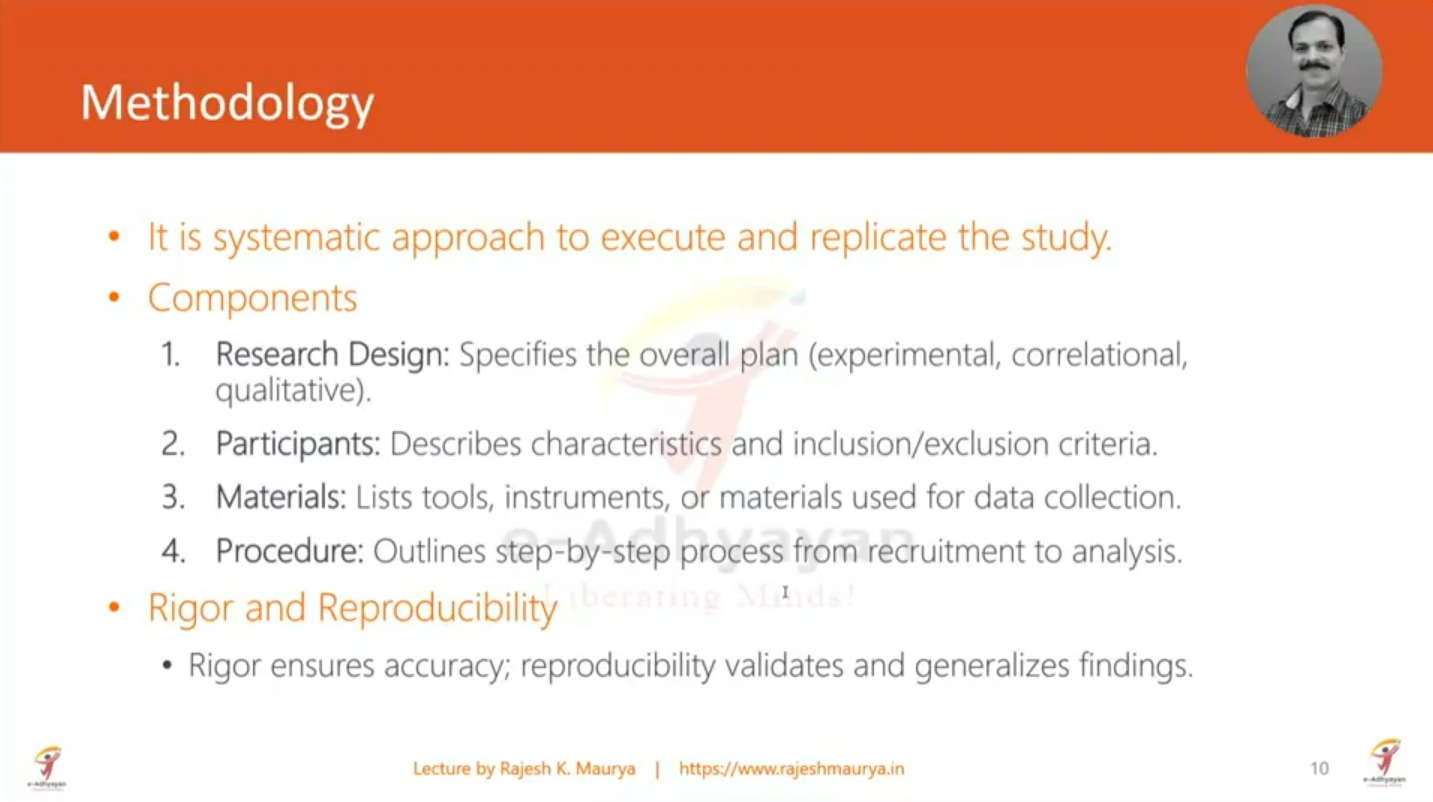 Methodology
• It is systematic approach to execute and replicate the study.
• Components
1. Research Design: Specifies the overall plan (experimental, correlational,
qualitative).
2. Participants: Describes characteristics and inclusion/exclusion criteria.
3. Materials: Lists tools, instruments, or materials used for data collection.
4. Procedure: Outlines step-by-step process from recruitment to analysis.
e-Adhyayan
Liberating Minds!
• Rigor and Reproducibility
• Rigor ensures accuracy; reproducibility validates and generalizes findings.
e-Adhyayan
Lecture by Rajesh K. Maurya | https://www.rajeshmaurya.in
10
e-Adhyayan